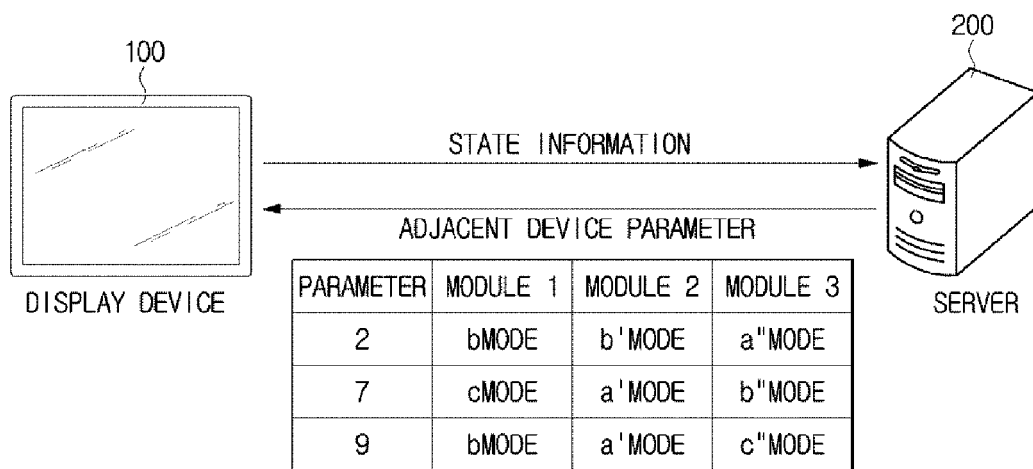 100
200
STATE INFORMATION
ADJACENT DEVICE PARAMETER
DISPLAY DEVICE
SERVER
PARAMETER MODULE 1 MODULE 2 MODULE 3
2 bMODE b'MODE a"MODE
7 cMODE a'MODE b"MODE
9 bMODE a'MODE c"MODE